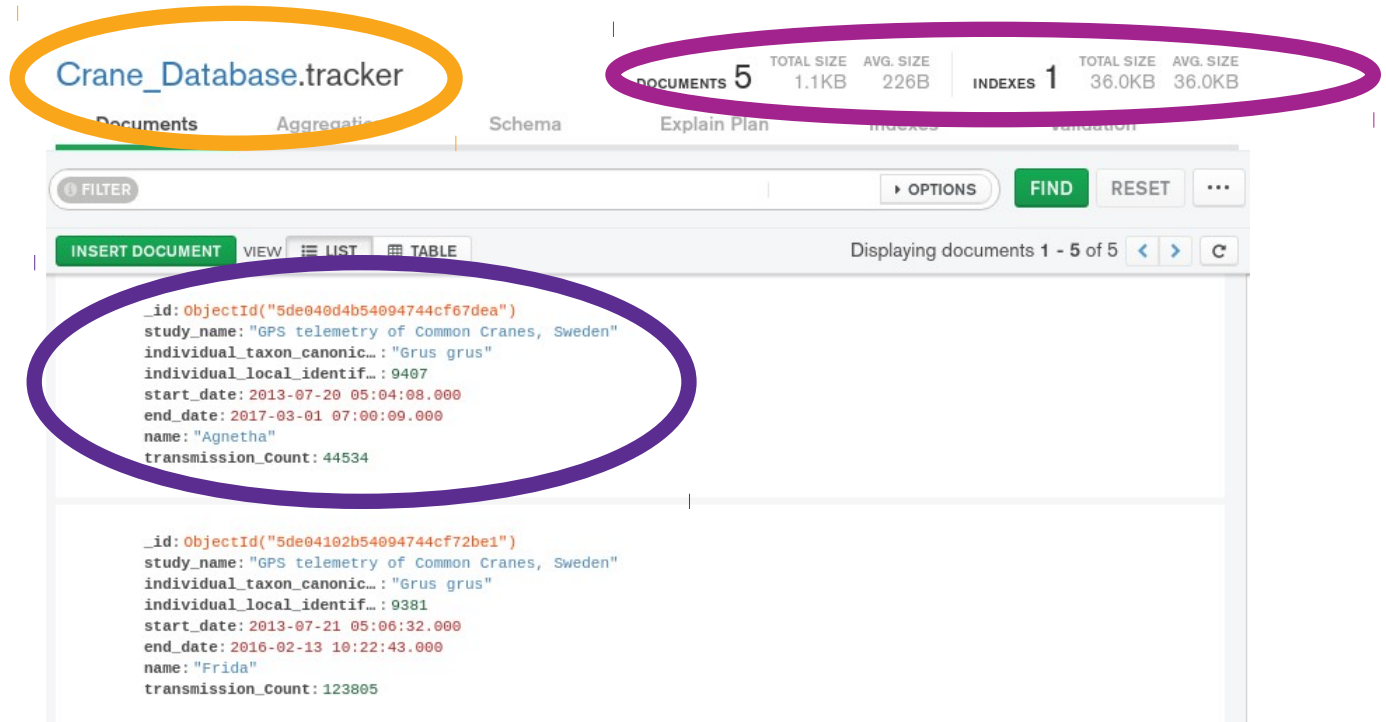 Crane_Database.tracker
DOCUMENTS 5 TOTAL SIZE 1.1KB AVG. SIZE 226B INDEXES 1 TOTAL SIZE 36.0KB AVG. SIZE 36.0KB
Documents Aggregations Schema Explain Plan Indexes Validation
FILTER OPTIONS FIND RESET ...
INSERT DOCUMENT VIEW LIST TABLE Displaying documents 1 - 5 of 5
_id: ObjectId("5de040d4b54094744cf67dea")
study_name: "GPS telemetry of Common Cranes, Sweden"
individual_taxon_canonic…: "Grus grus"
individual_local_identif…: 9407
start_date: 2013-07-20 05:04:08.000
end_date: 2017-03-01 07:00:09.000
name: "Agnetha"
transmission_Count: 44534
_id: ObjectId("5de04102b54094744cf72be1")
study_name: "GPS telemetry of Common Cranes, Sweden"
individual_taxon_canonic…: "Grus grus"
individual_local_identif…: 9381
start_date: 2013-07-21 05:06:32.000
end_date: 2016-02-13 10:22:43.000
name: "Frida"
transmission_Count: 123805